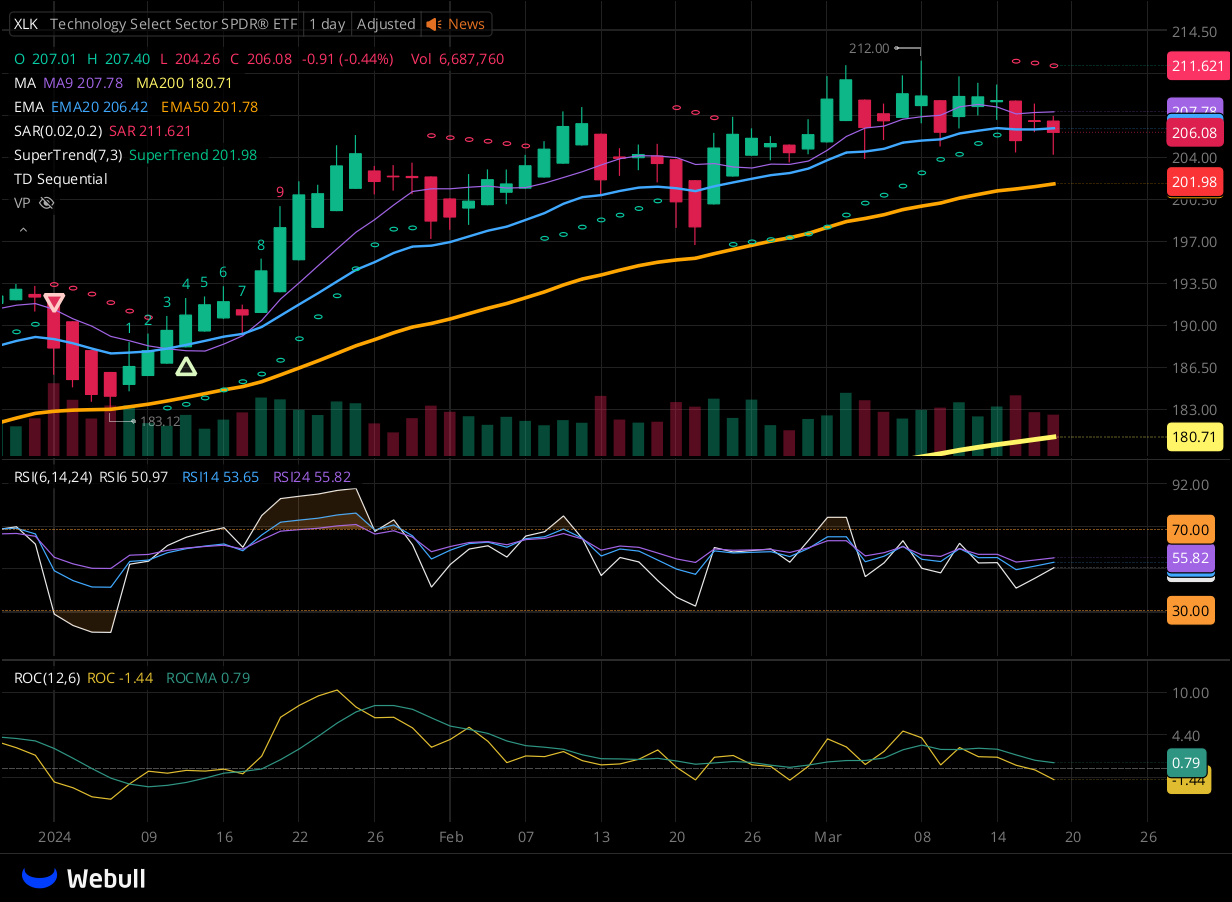 XLK Technology Select Sector SPDR® ETF 1 day Adjusted News
O 207.01 H 207.40 L 204.26 C 206.08 -0.91 (-0.44%) Vol 6,687,760
MA MA9 207.78 MA200 180.71
EMA EMA20 206.42 EMA50 201.78
SAR(0.02,0.2) SAR 211.621
SuperTrend(7,3) SuperTrend 201.98
TD Sequential
VP
212.00
9
8
7
6
5
4
3
2
1
183.12
214.50
211.621
207.78
206.08
204.00
201.98
200.50
197.00
193.50
190.00
186.50
183.00
180.71
RSI(6,14,24) RSI6 50.97 RSI14 53.65 RSI24 55.82
92.00
70.00
55.82
30.00
ROC(12,6) ROC -1.44 ROCMA 0.79
10.00
4.40
0.79
-1.44
2024 09 16 22 26 Feb 07 13 20 26 Mar 08 14 20 26
Webull